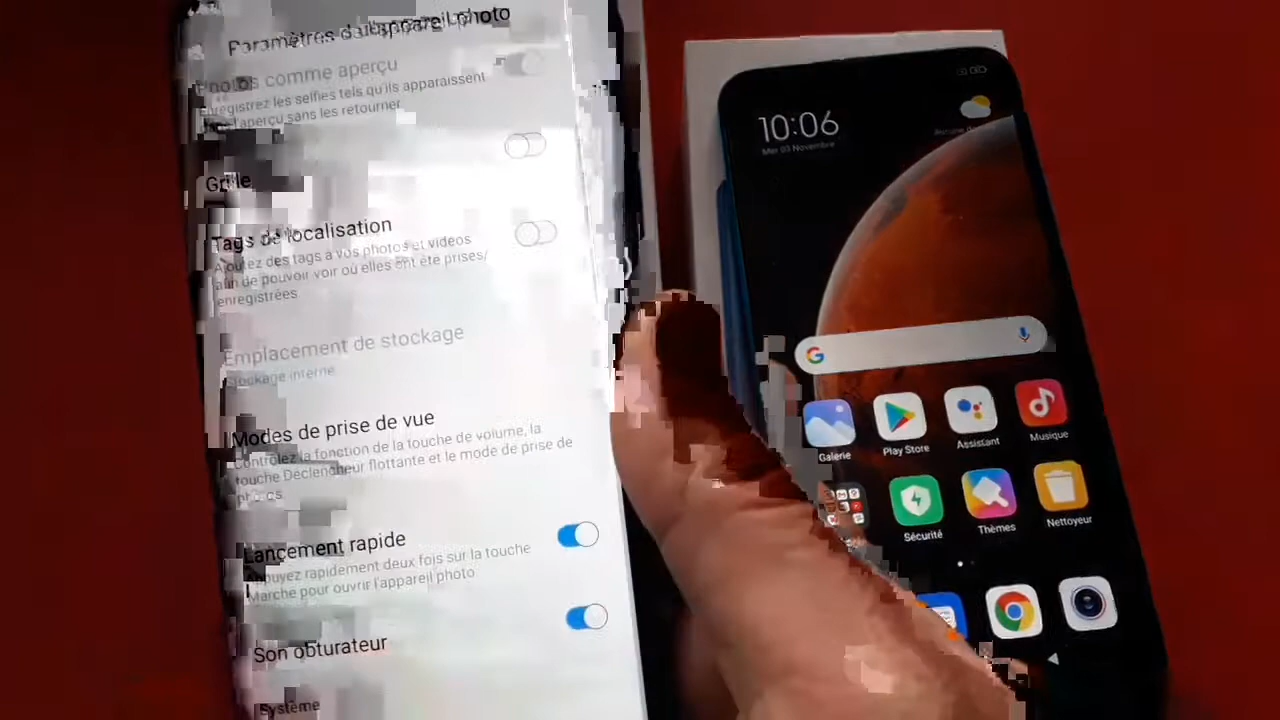 Paramètres de l'appareil photo
Photos comme aperçu
Enregistrez les selfies tels qu'ils apparaissent
l'aperçu sans les retourner
Grille
Tags de localisation
Ajoutez des tags à vos photos et vidéos
afin de pouvoir voir où elles ont été prises/
enregistrées
Emplacement de stockage
Stockage interne
Modes de prise de vue
Contrôlez la fonction de la touche de volume, la
touche Déclencheur flottante et le mode de prise de
photos
Lancement rapide
Appuyez rapidement deux fois sur la touche
Marche pour ouvrir l'appareil photo
Son obturateur
Système
10:06
Mar 03 Novembre
Galerie
Play Store
Assistant
Musique
Sécurité
Thèmes
Nettoyeur